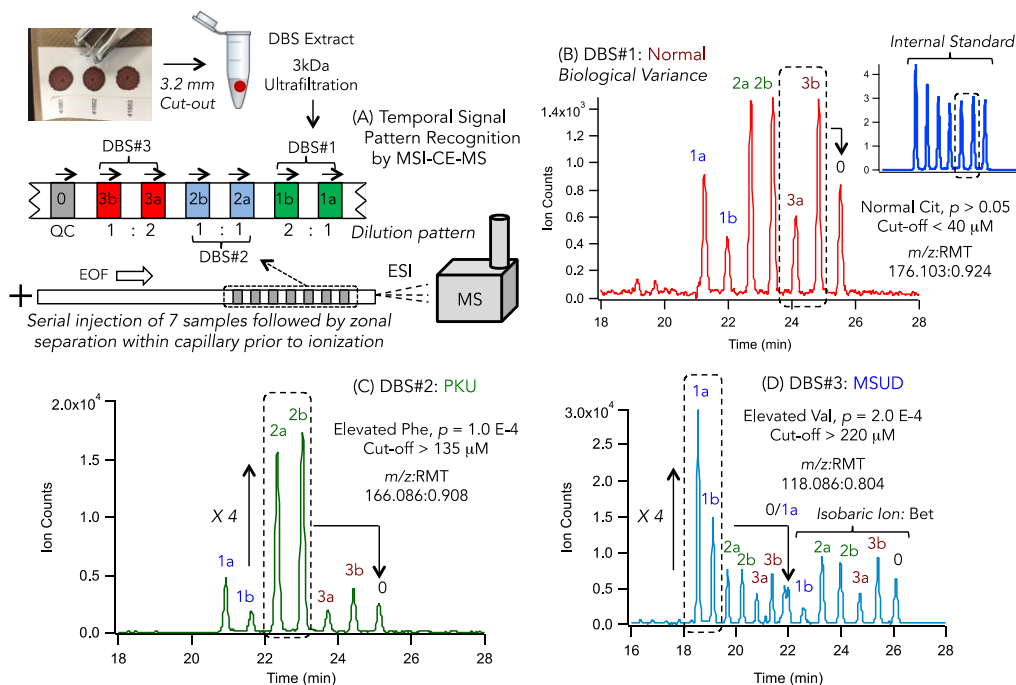 3.2 mm
Cut-out
DBS Extract
3kDa
Ultrafiltration
41661
41662
41663
(A) Temporal Signal
Pattern Recognition
by MSI-CE-MS
DBS#3
DBS#1
0
3b
3a
2b
2a
1b
1a
QC
1 : 2
1 : 1
2 : 1
Dilution pattern
DBS#2
EOF
ESI
+
MS
Serial injection of 7 samples followed by zonal
separation within capillary prior to ionization
(B) DBS#1: Normal
Biological Variance
Internal Standard
4
3
2
1
0
1.4x10³
1.2
1.0
0.8
0.6
0.4
0.2
0.0
Ion Counts
1a
1b
2a 2b
3a
3b
0
Normal Cit, p > 0.05
Cut-off < 40 μM
m/z:RMT
176.103:0.924
18 20 22 24 26 28
Time (min)
(C) DBS#2: PKU
2.0x10⁴
1.5
1.0
0.5
0.0
Ion Counts
X 4
1a
1b
2a
2b
3a
3b
0
Elevated Phe, p = 1.0 E-4
Cut-off > 135 μM
m/z:RMT
166.086:0.908
18 20 22 24 26 28
Time (min)
(D) DBS#3: MSUD
3.0x10⁴
2.5
2.0
1.5
1.0
0.5
0.0
Ion Counts
X 4
1a
1b
2a
2b
3a
3b
0/1a
1b
2a
2b
3a
3b
0
Elevated Val, p = 2.0 E-4
Cut-off > 220 μM
m/z:RMT
118.086:0.804
Isobaric Ion: Bet
16 18 20 22 24 26 28
Time (min)